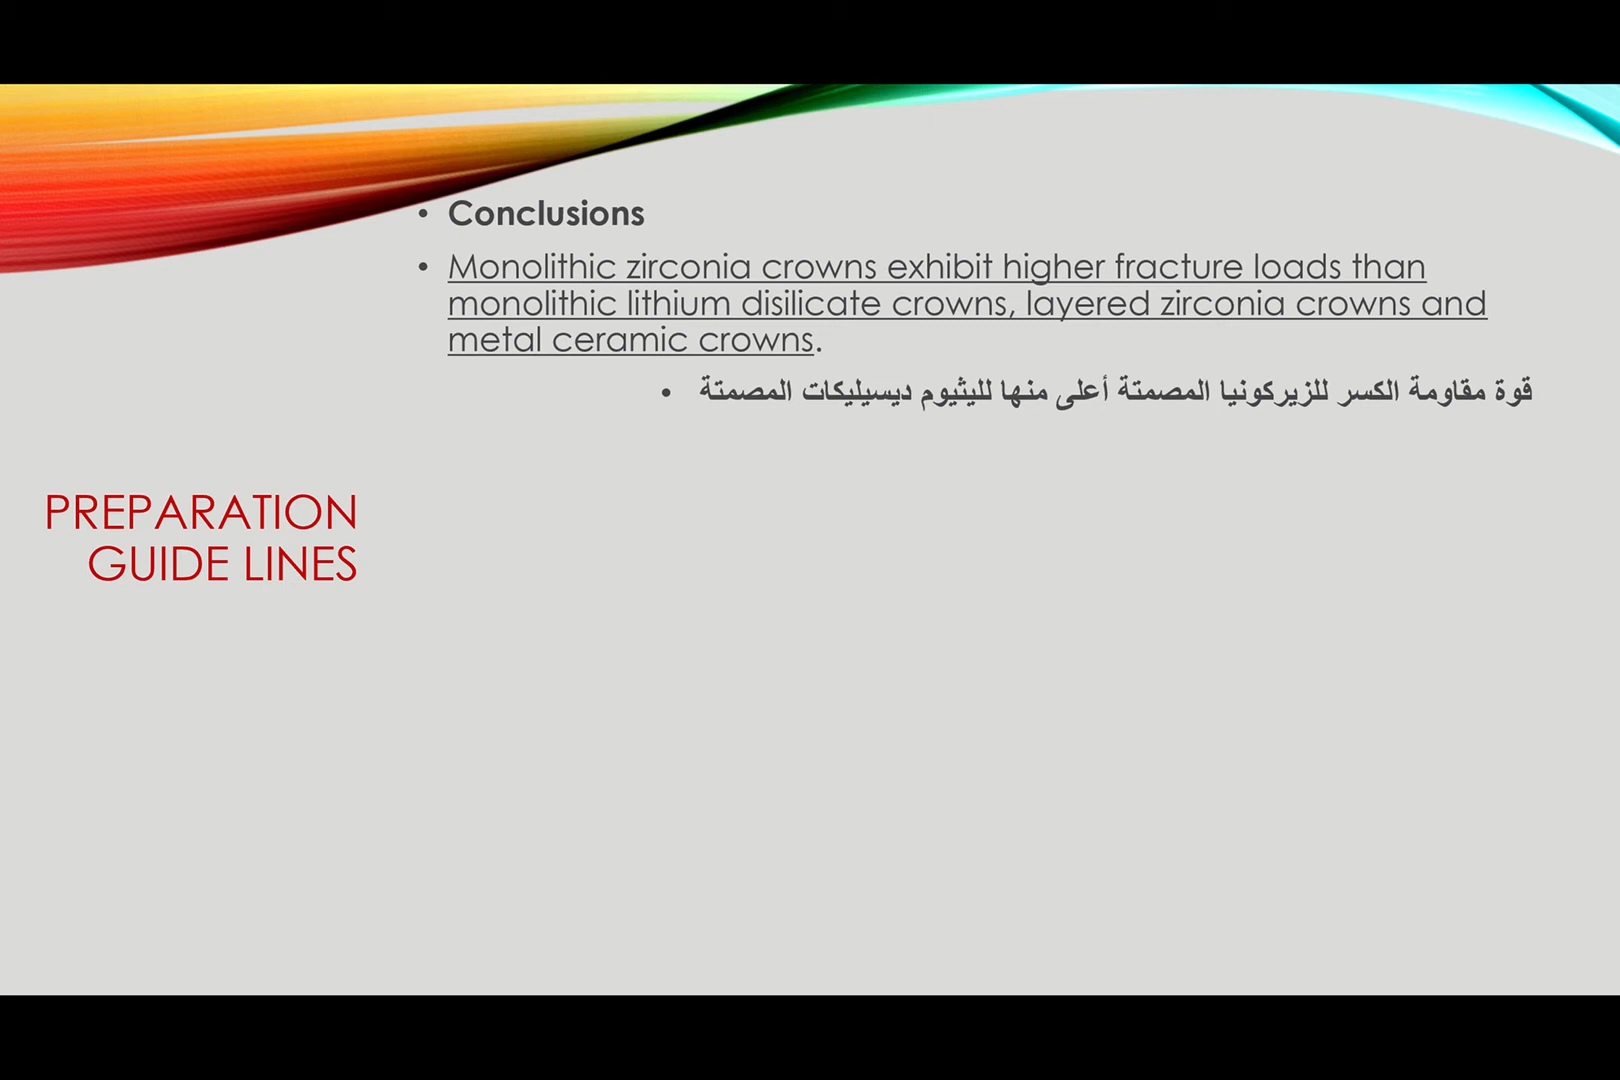 Conclusions
Monolithic zirconia crowns exhibit higher fracture loads than
monolithic lithium disilicate crowns, layered zirconia crowns and
metal ceramic crowns.
قوة مقاومة الكسر للزيركونيا المصمتة أعلى منها لليثيوم ديسيليكات المصمتة
PREPARATION
GUIDE LINES